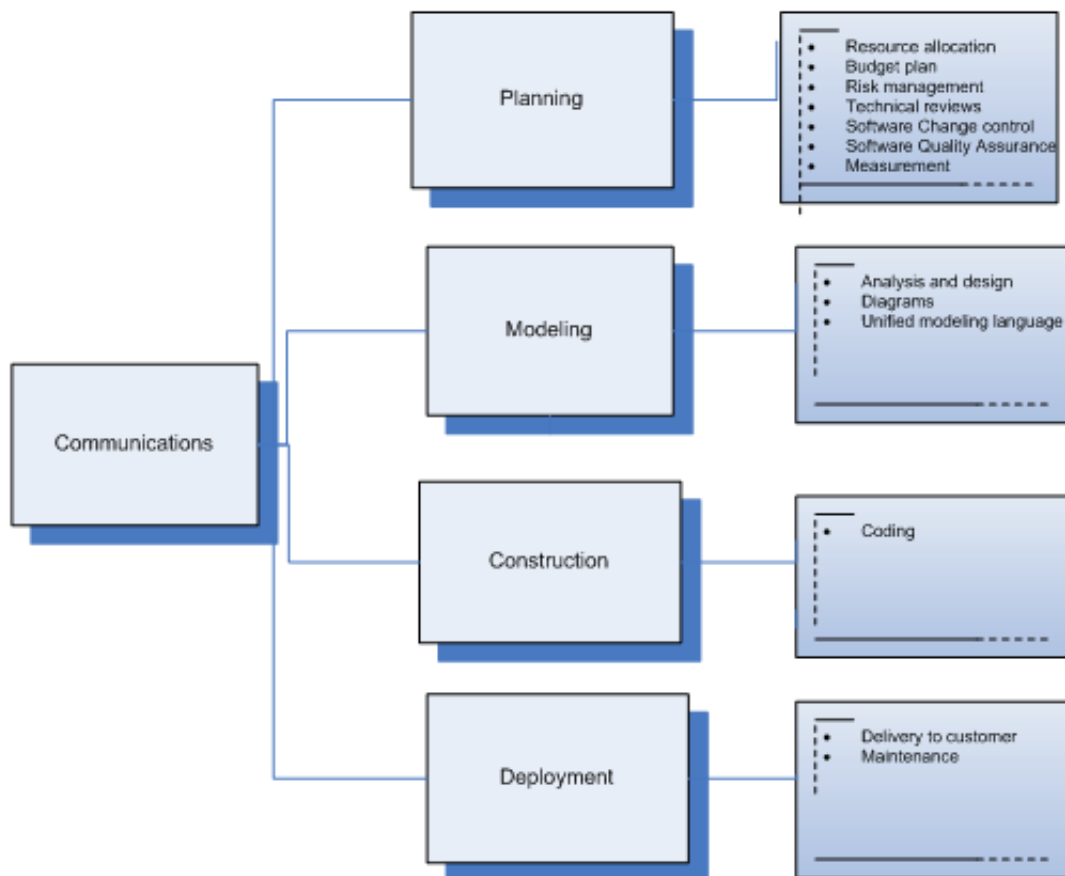 Planning
• Resource allocation
• Budget plan
• Risk management
• Technical reviews
• Software Change control
• Software Quality Assurance
• Measurement
Modeling
• Analysis and design
• Diagrams
• Unified modeling language
Communications
Construction
• Coding
Deployment
• Delivery to customer
• Maintenance